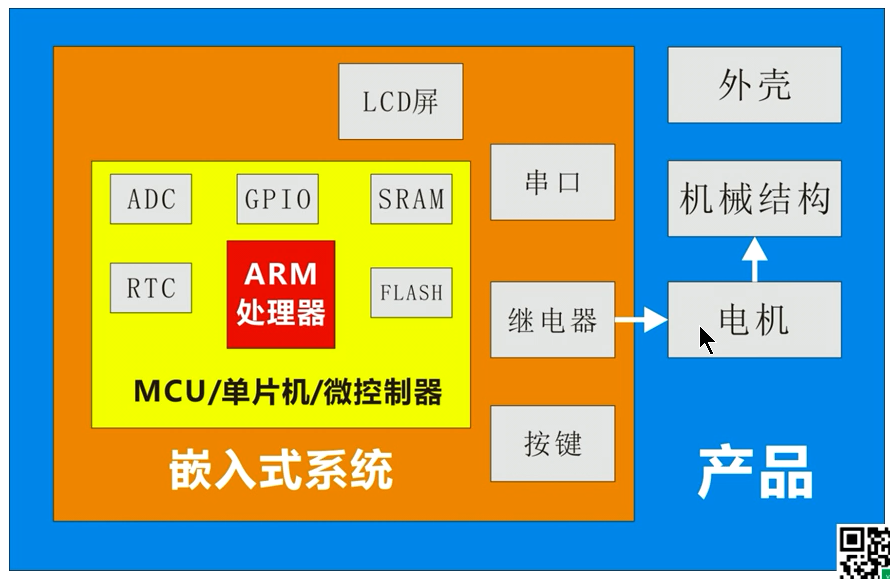 LCD屏
外壳
串口
机械结构
ADC
GPIO
SRAM
RTC
ARM
处理器
FLASH
继电器
电机
MCU/单片机/微控制器
按键
嵌入式系统
产品